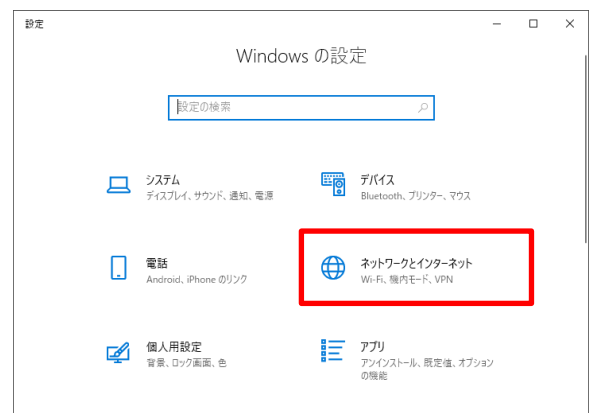 設定
Windows の設定
設定の検索
システム
ディスプレイ、サウンド、通知、電源
デバイス
Bluetooth、プリンター、マウス
電話
Android、iPhone のリンク
ネットワークとインターネット
Wi-Fi、機内モード、VPN
個人用設定
背景、ロック画面、色
アプリ
アンインストール、既定値、オプション
の機能